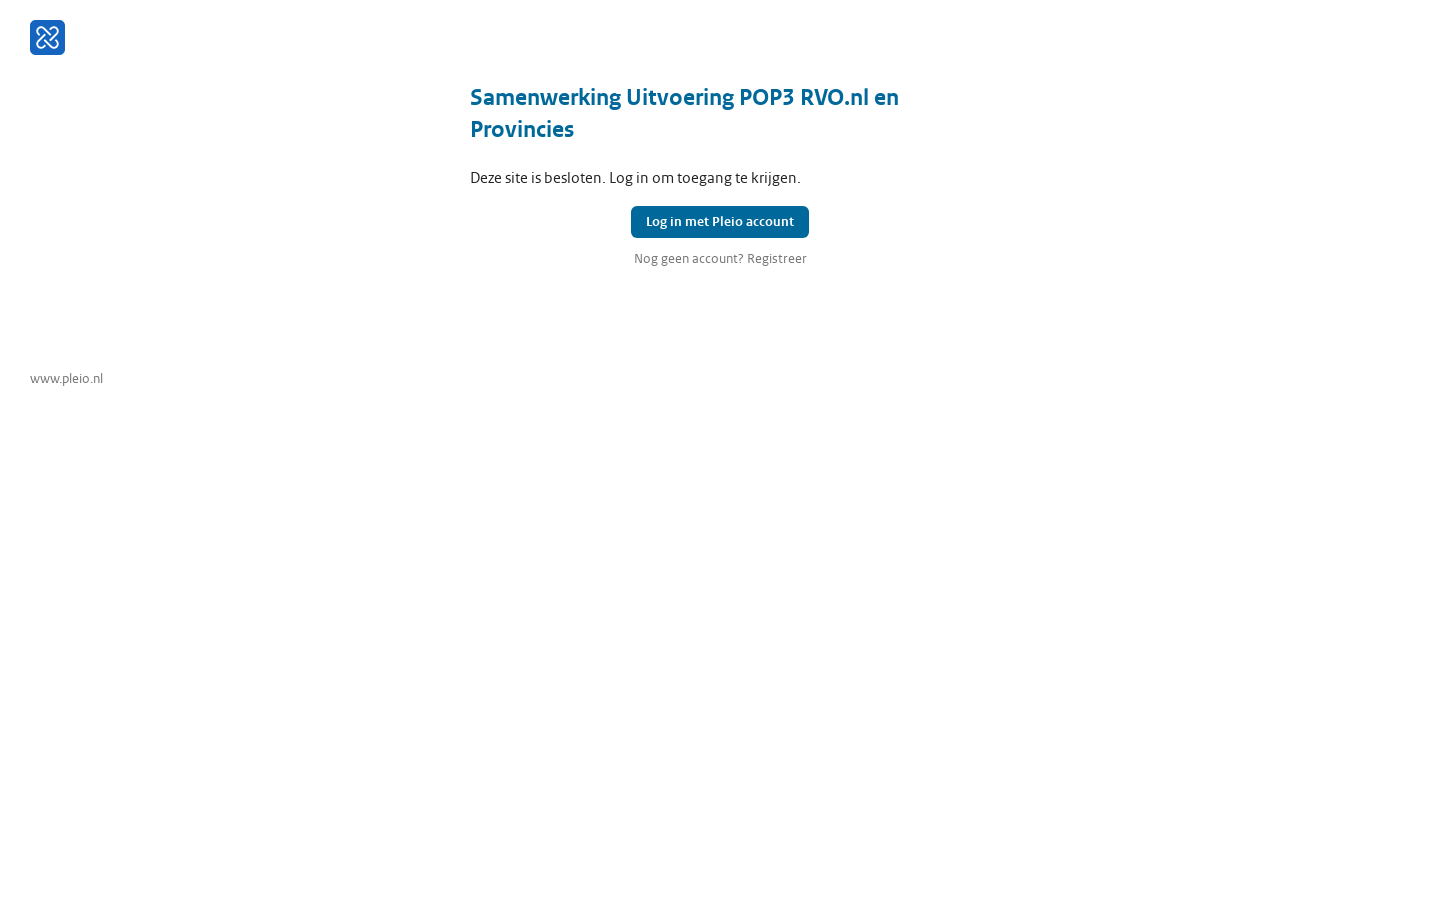 Samenwerking Uitvoering POP3 RVO.nl en
Provincies
Deze site is besloten. Log in om toegang te krijgen.
Log in met Pleio account
Nog geen account? Registreer
www.pleio.nl